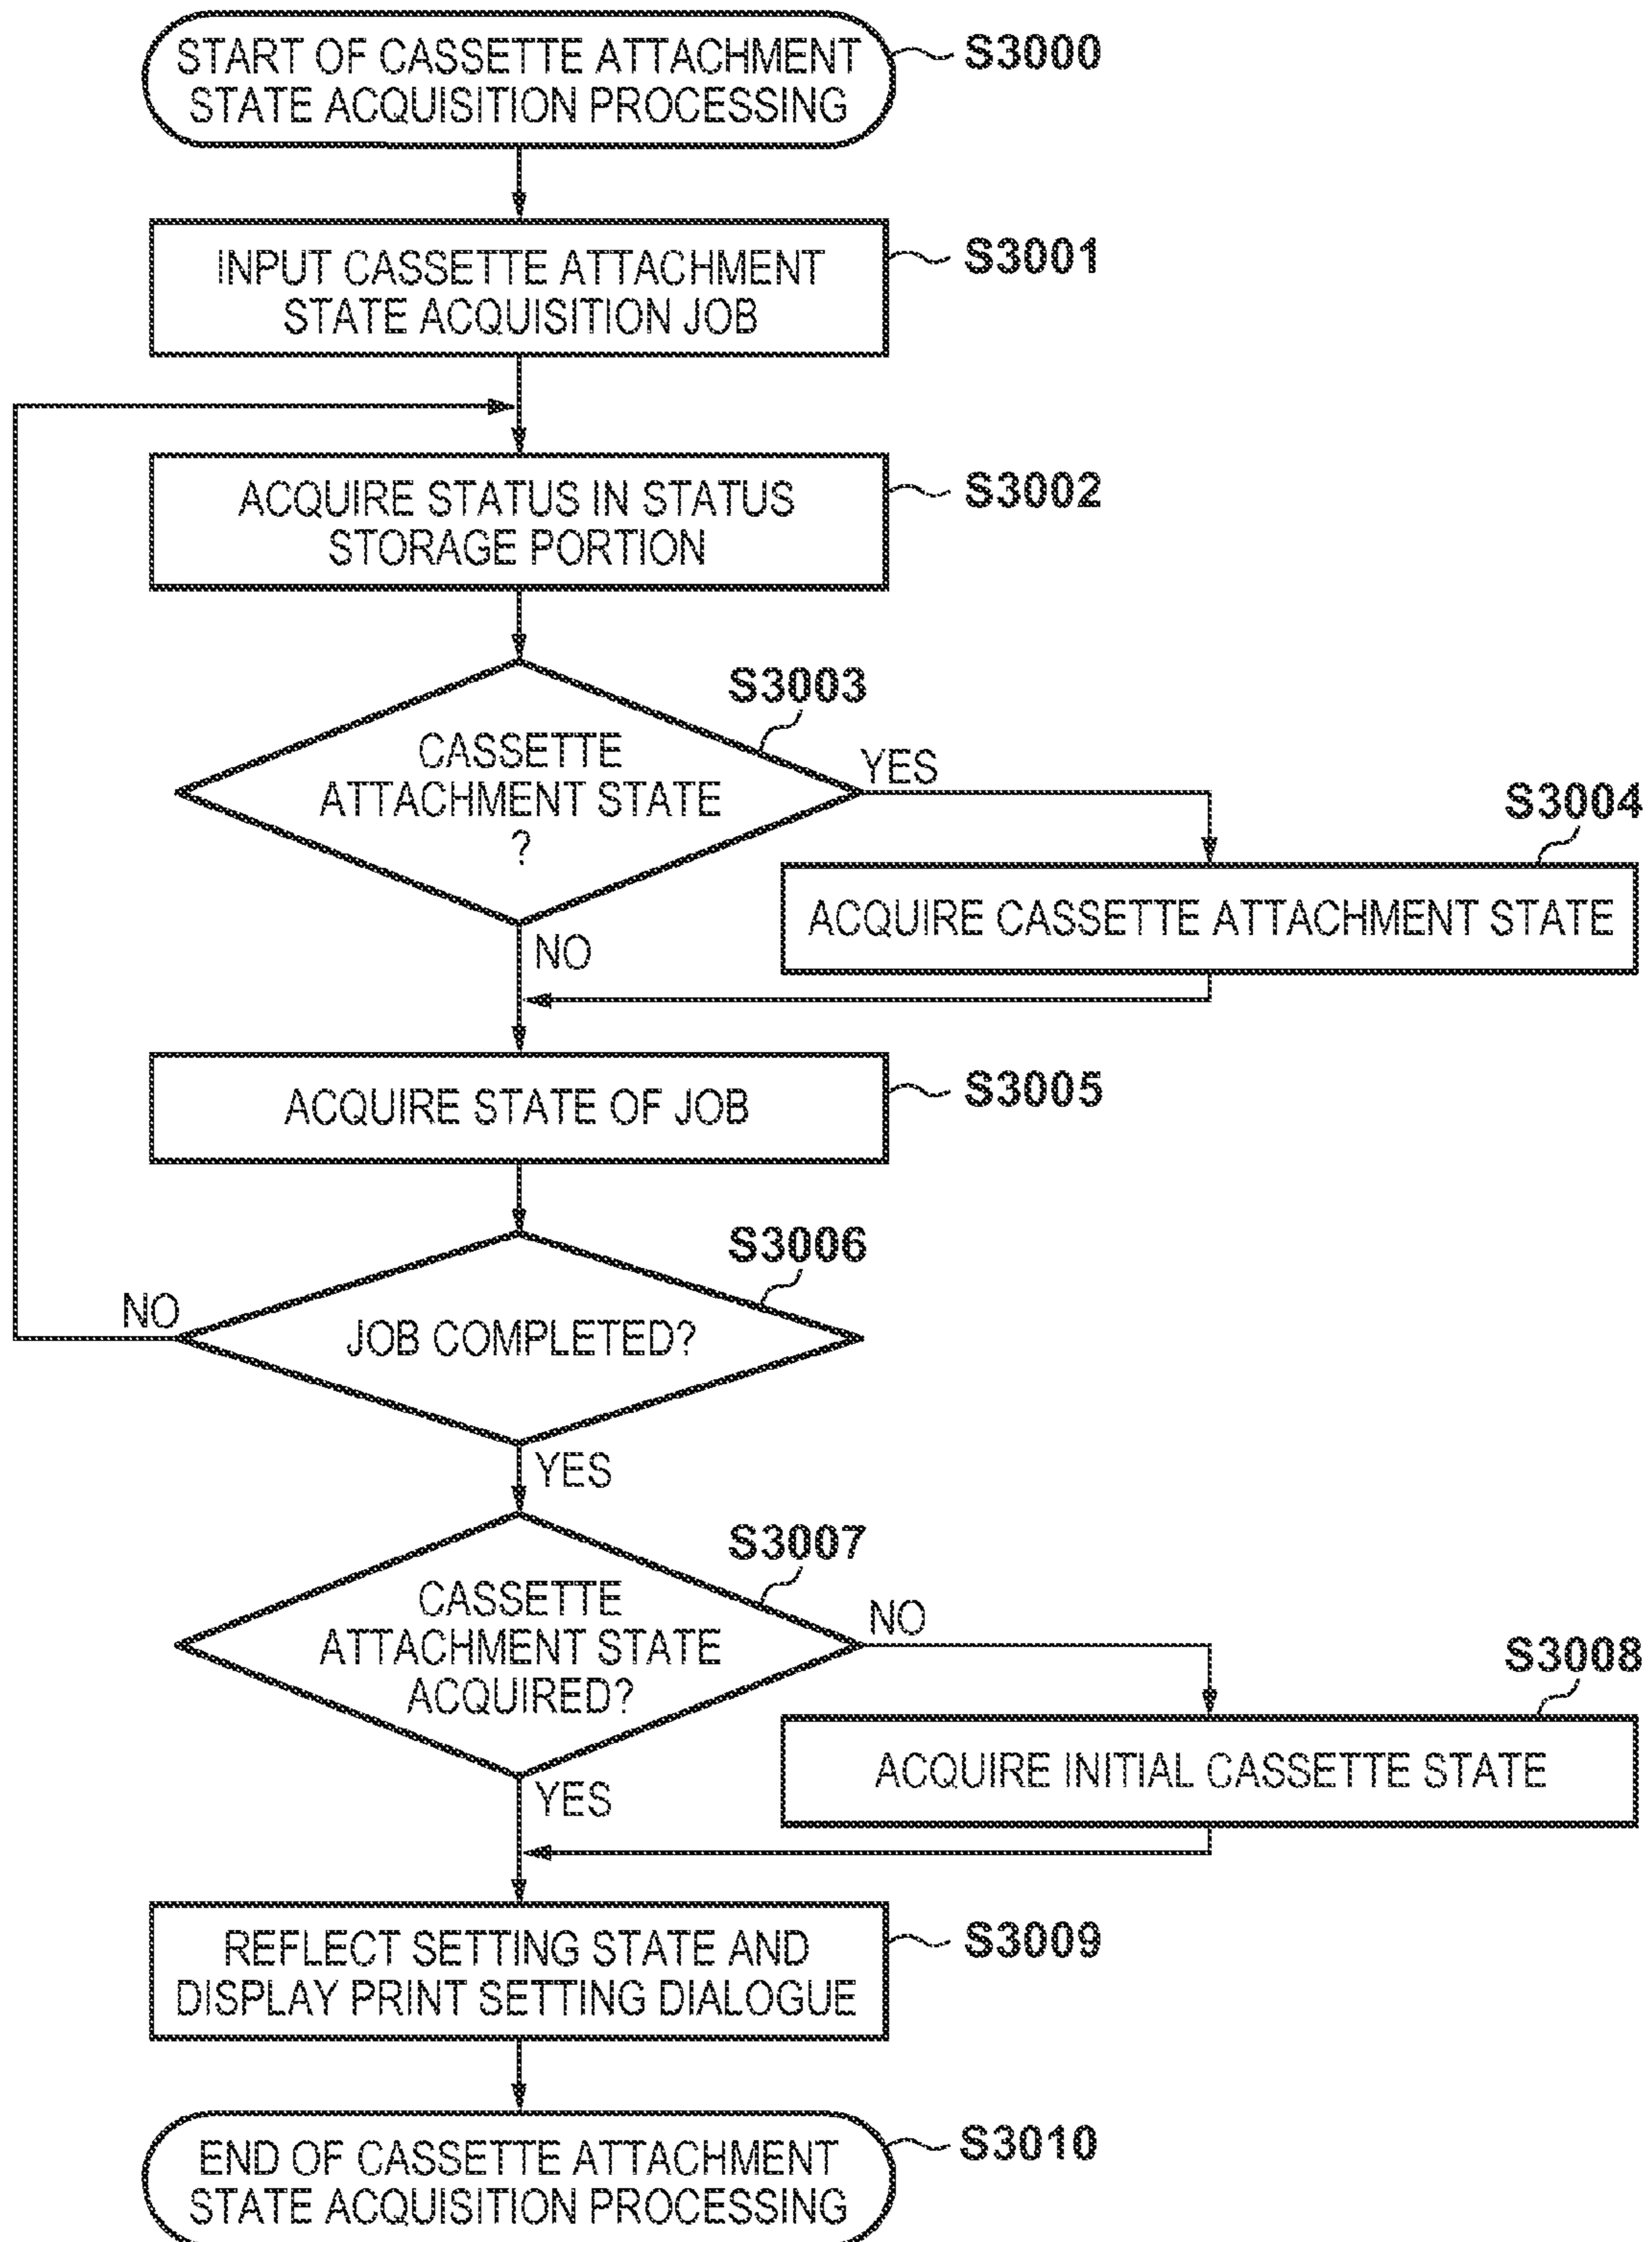 START OF CASSETTE ATTACHMENT
STATE ACQUISITION PROCESSING
S3000
INPUT CASSETTE ATTACHMENT
STATE ACQUISITION JOB
S3001
ACQUIRE STATUS IN STATUS
STORAGE PORTION
S3002
S3003
CASSETTE
ATTACHMENT STATE
?
YES
NO
S3004
ACQUIRE CASSETTE ATTACHMENT STATE
ACQUIRE STATE OF JOB
S3005
S3006
JOB COMPLETED?
NO
YES
S3007
CASSETTE
ATTACHMENT STATE
ACQUIRED?
NO
YES
S3008
ACQUIRE INITIAL CASSETTE STATE
REFLECT SETTING STATE AND
DISPLAY PRINT SETTING DIALOGUE
S3009
END OF CASSETTE ATTACHMENT
STATE ACQUISITION PROCESSING
S3010